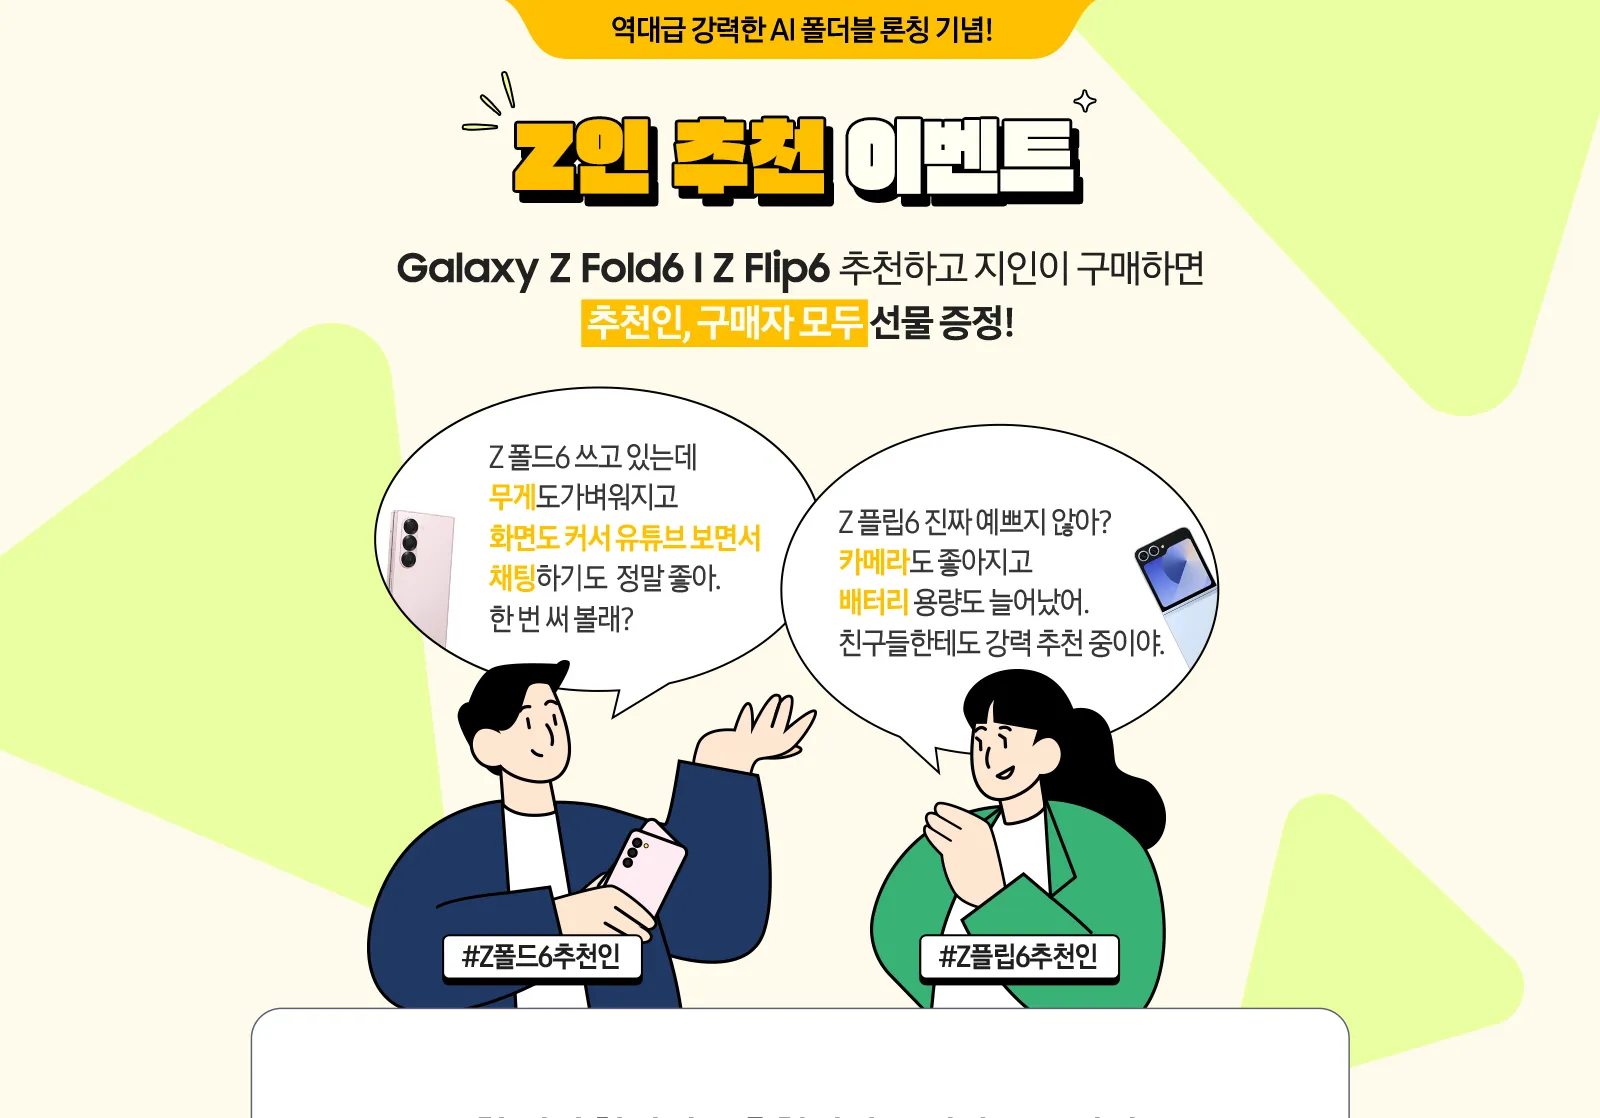 역대급 강력한 AI 폴더블 론칭 기념!
Z인 추천 이벤트
Galaxy Z Fold6 I Z Flip6 추천하고 지인이 구매하면
추천인, 구매자 모두 선물 증정!
Z 폴드6 쓰고 있는데
무게도가벼워지고
화면도 커서 유튜브 보면서
채팅하기도 정말 좋아.
한 번 써 볼래?
Z 플립6 진짜 예쁘지 않아?
카메라도 좋아지고
배터리 용량도 늘어났어.
친구들한테도 강력 추천 중이야.
#Z폴드6추천인
#Z플립6추천인